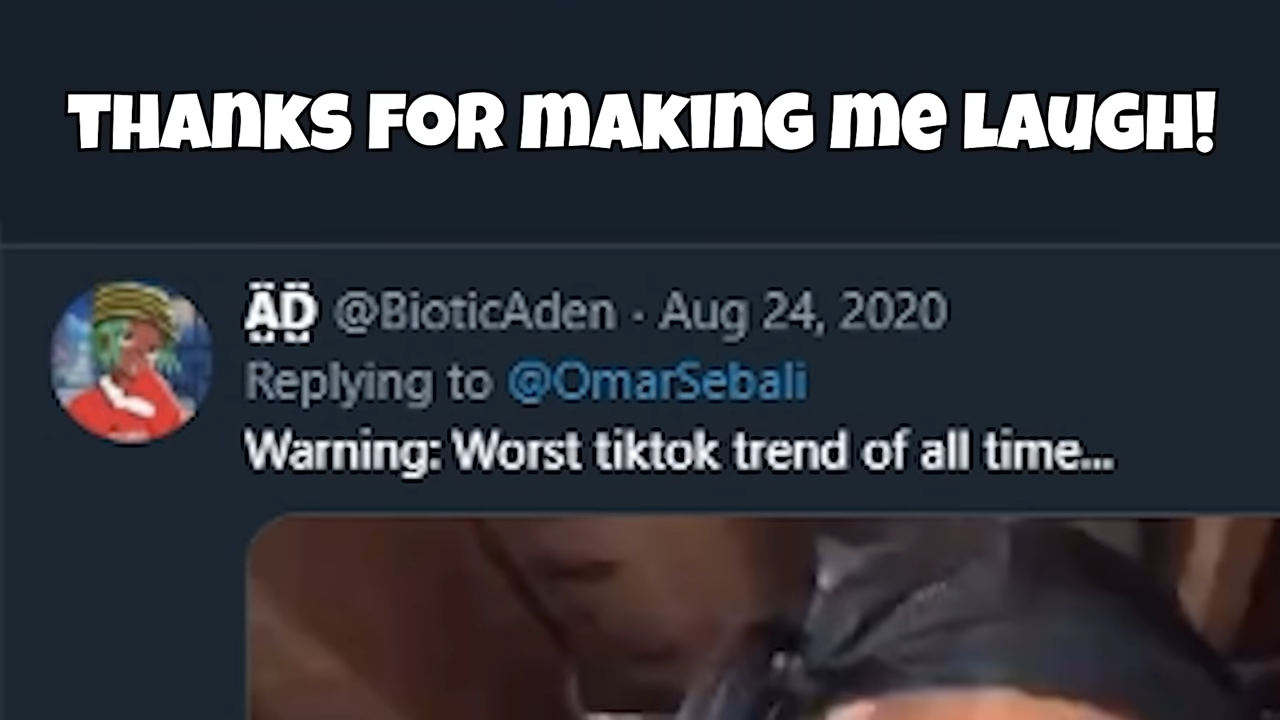 THANKS FOR MAKING ME LAUGH!
ÄD @BioticAden · Aug 24, 2020
Replying to @OmarSebali
Warning: Worst tiktok trend of all time...